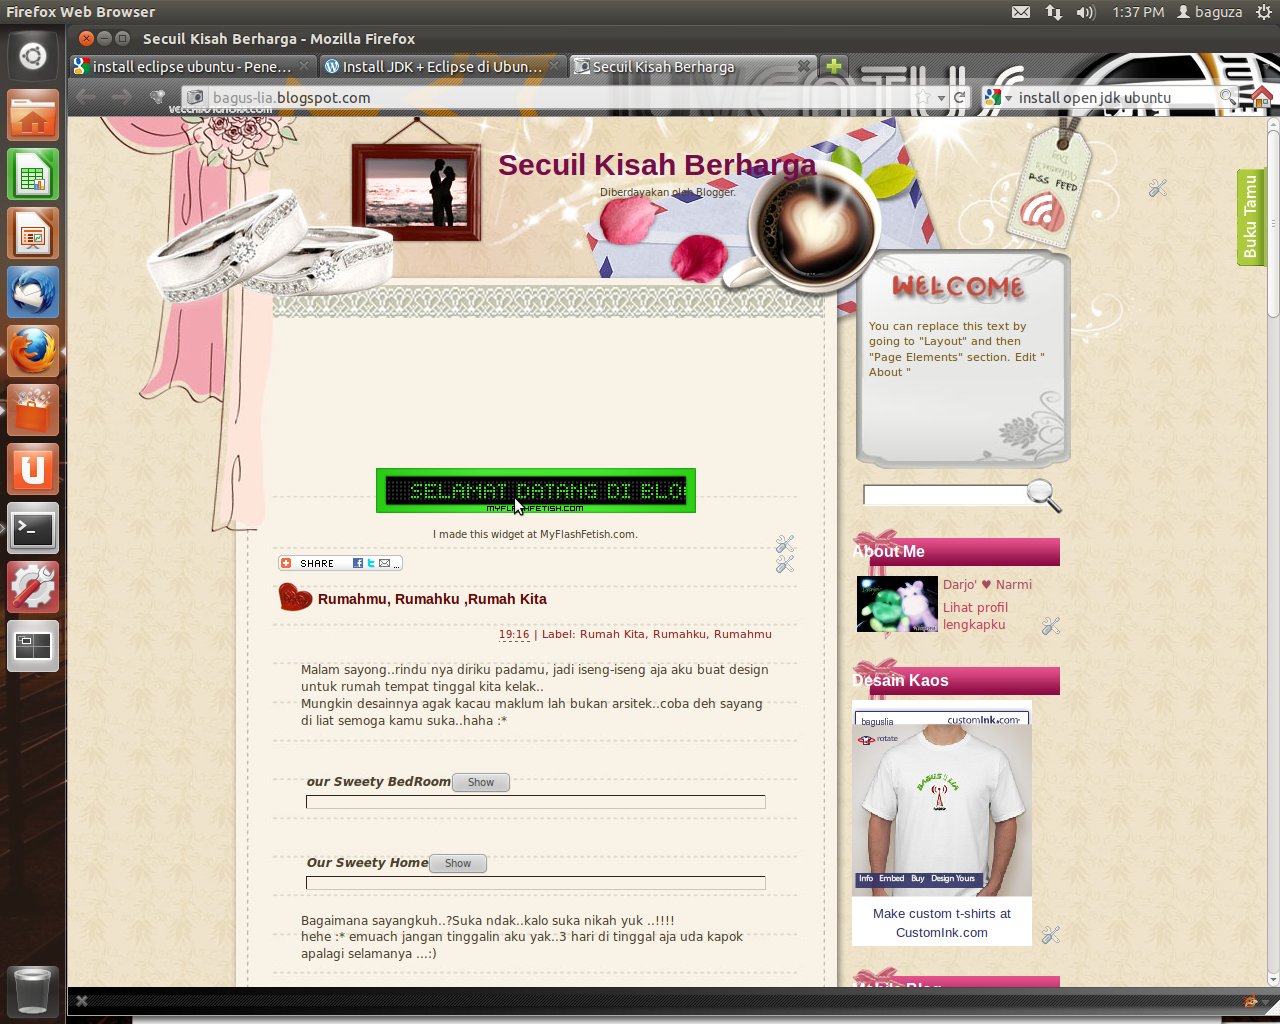 Firefox Web Browser
1:37 PM
baguza
Secuil Kisah Berharga - Mozilla Firefox
install eclipse ubuntu - Pene...
Install JDK + Eclipse di Ubun...
Secuil Kisah Berharga
bagus-lia.blogspot.com
install open jdk ubuntu
Secuil Kisah Berharga
Diberdayakan oleh Blogger.
RSS FEED
Buku Tamu
WELCOME
You can replace this text by
going to "Layout" and then
"Page Elements" section. Edit "
About "
SELAMAT DATANG DI BLO
MYFLASHFETISH.COM
I made this widget at MyFlashFetish.com.
SHARE
...
Rumahmu, Rumahku ,Rumah Kita
19:16 | Label: Rumah Kita, Rumahku, Rumahmu
Malam sayong..rindu nya diriku padamu, jadi iseng-iseng aja aku buat design
untuk rumah tempat tinggal kita kelak..
Mungkin desainnya agak kacau maklum lah bukan arsitek..coba deh sayang
di liat semoga kamu suka..haha :*
our Sweety BedRoom
Show
Our Sweety Home
Show
Bagaimana sayangkuh..?Suka ndak..kalo suka nikah yuk ..!!!!
hehe :* emuach jangan tinggalin aku yak..3 hari di tinggal aja uda kapok
apalagi selamanya ...:)
About Me
Darjo' ♥ Narmi
Lihat profil
lengkapku
Desain Kaos
baguslia
customink.com
rotate
BAGUS LIA
Info Embed Buy Design Yours
Make custom t-shirts at
CustomInk.com